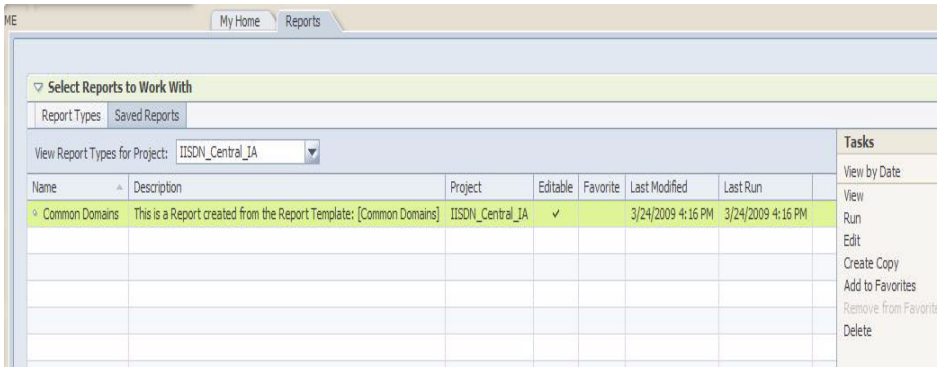 ME
My Home Reports
Select Reports to Work With
Report Types Saved Reports
View Report Types for Project: IISDN_Central_IA
Name Description Project Editable Favorite Last Modified Last Run
Common Domains This is a Report created from the Report Template: [Common Domains] IISDN_Central_IA 3/24/2009 4:16 PM 3/24/2009 4:16 PM
Tasks
View by Date
View
Run
Edit
Create Copy
Add to Favorites
Remove from Favorite
Delete